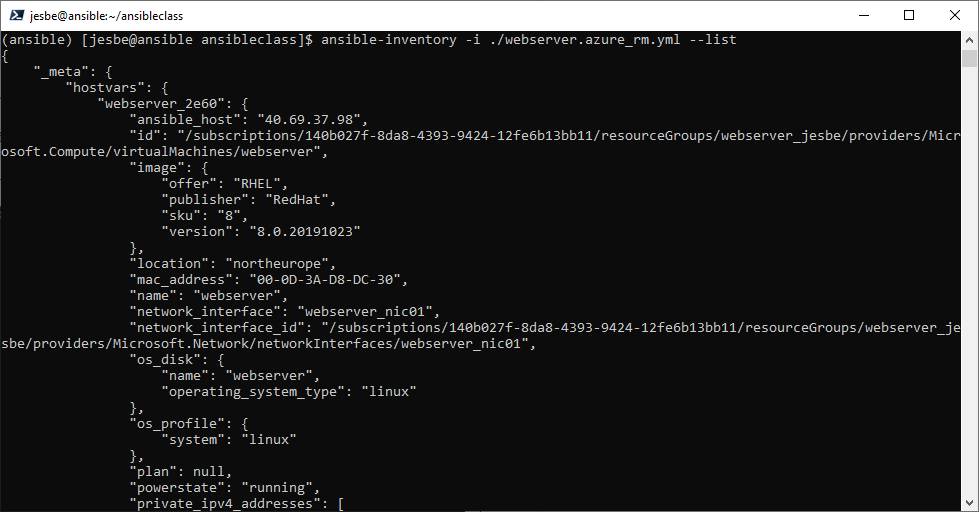 jesbe@ansible:~/ansibleclass
(ansible) [jesbe@ansible ansibleclass]$ ansible-inventory -i ./webserver.azure_rm.yml --list
{
    "_meta": {
        "hostvars": {
            "webserver_2e60": {
                "ansible_host": "40.69.37.98",
                "id": "/subscriptions/140b027f-8da8-4393-9424-12fe6b13bb11/resourceGroups/webserver_jesbe/providers/Micr
osoft.Compute/virtualMachines/webserver",
                "image": {
                    "offer": "RHEL",
                    "publisher": "RedHat",
                    "sku": "8",
                    "version": "8.0.20191023"
                },
                "location": "northeurope",
                "mac_address": "00-0D-3A-D8-DC-30",
                "name": "webserver",
                "network_interface": "webserver_nic01",
                "network_interface_id": "/subscriptions/140b027f-8da8-4393-9424-12fe6b13bb11/resourceGroups/webserver_je
sbe/providers/Microsoft.Network/networkInterfaces/webserver_nic01",
                "os_disk": {
                    "name": "webserver",
                    "operating_system_type": "linux"
                },
                "os_profile": {
                    "system": "linux"
                },
                "plan": null,
                "powerstate": "running",
                "private_ipv4_addresses": [